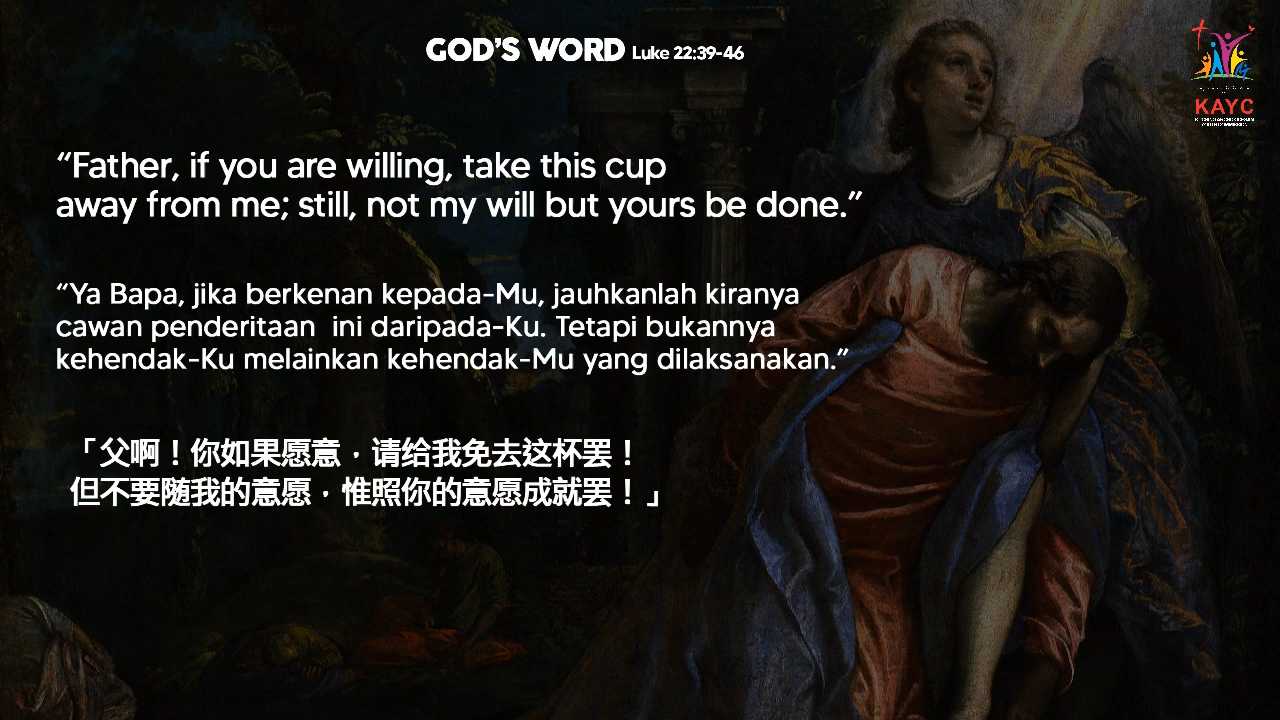 GOD'S WORD Luke 22:39-46
KAYC
“Father, if you are willing, take this cup
away from me; still, not my will but yours be done.”
“Ya Bapa, jika berkenan kepada-Mu, jauhkanlah kiranya
cawan penderitaan  ini daripada-Ku. Tetapi bukannya
kehendak-Ku melainkan kehendak-Mu yang dilaksanakan.”
「父啊！你如果愿意，请给我免去这杯罢！
但不要随我的意愿，惟照你的意愿成就罢！」